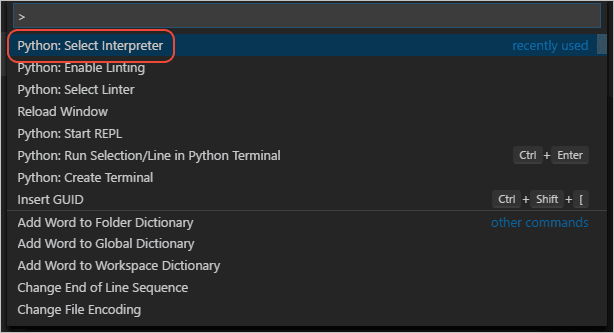 >
Python: Select Interpreter recently used
Python: Enable Linting
Python: Select Linter
Reload Window
Python: Start REPL
Python: Run Selection/Line in Python Terminal Ctrl + Enter
Python: Create Terminal
Insert GUID Ctrl + Shift + [
Add Word to Folder Dictionary other commands
Add Word to Global Dictionary
Add Word to Workspace Dictionary
Change End of Line Sequence
Change File Encoding